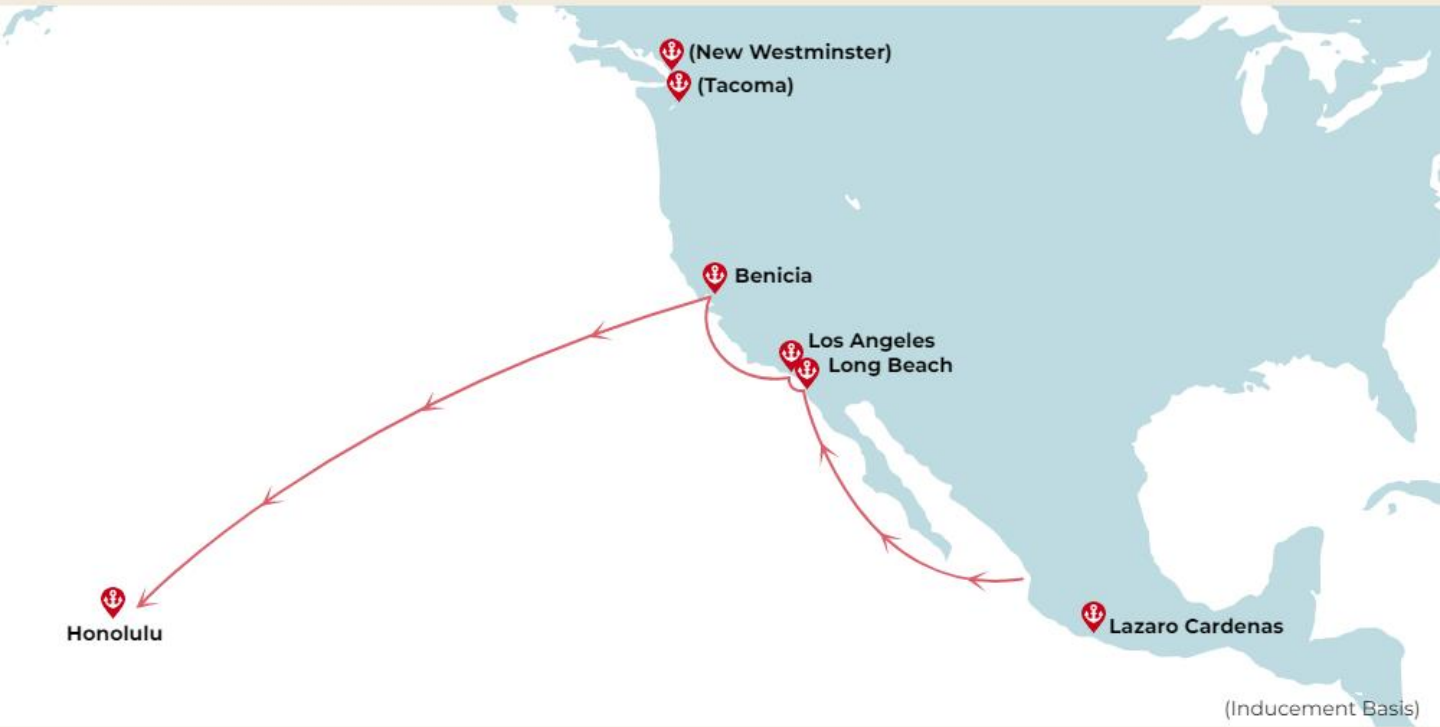 (New Westminster)
(Tacoma)
Benicia
Los Angeles
Long Beach
Honolulu
Lazaro Cardenas
(Inducement Basis)